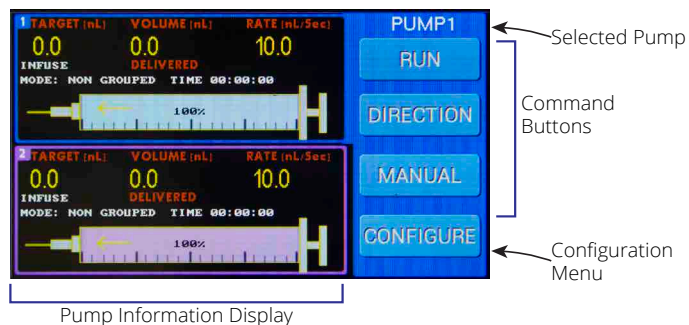 1 TARGET (nL) VOLUME (nL) RATE (nL/Sec)
0.0 0.0 10.0
INFUSE DELIVERED
MODE: NON GROUPED TIME 00:00:00
100%
2 TARGET (nL) VOLUME (nL) RATE (nL/Sec)
0.0 0.0 10.0
INFUSE DELIVERED
MODE: NON GROUPED TIME 00:00:00
100%
PUMP1
RUN
DIRECTION
MANUAL
CONFIGURE
Selected Pump
Command
Buttons
Configuration
Menu
Pump Information Display